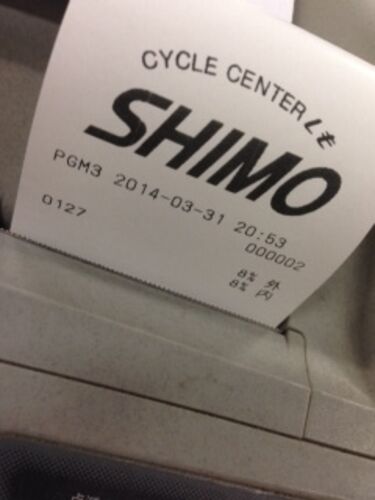 CYCLE CENTERしも
SHIMO
PGM3 2014-03-31 20:53
0127 000002
8% 外
8% 内